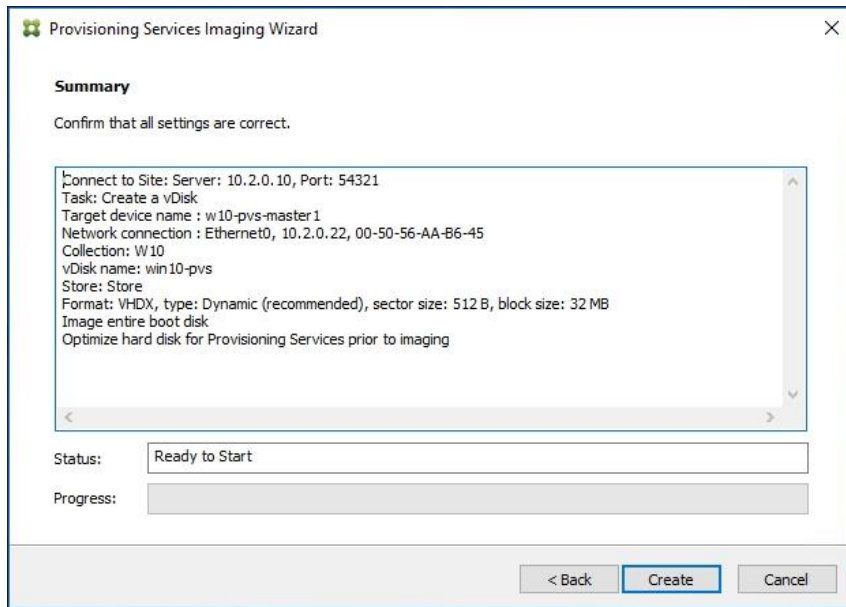 Provisioning Services Imaging Wizard
Summary
Confirm that all settings are correct.
Connect to Site: Server: 10.2.0.10, Port: 54321
Task: Create a vDisk
Target device name : w10-pvs-master1
Network connection : Ethernet0, 10.2.0.22, 00-50-56-AA-B6-45
Collection: W10
vDisk name: win10-pvs
Store: Store
Format: VHDX, type: Dynamic (recommended), sector size: 512 B, block size: 32 MB
Image entire boot disk
Optimize hard disk for Provisioning Services prior to imaging
Status: Ready to Start
Progress:
< Back Create Cancel